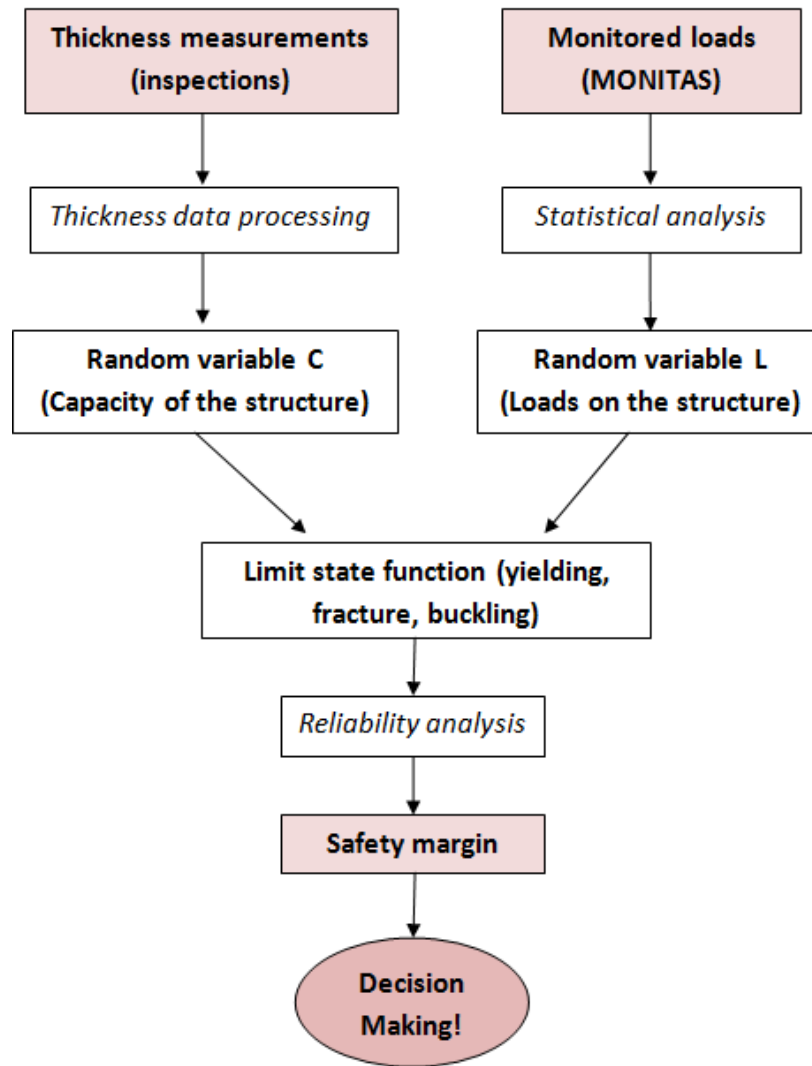 Thickness measurements
(inspections)
Monitored loads
(MONITAS)
Thickness data processing
Statistical analysis
Random variable C
(Capacity of the structure)
Random variable L
(Loads on the structure)
Limit state function (yielding,
fracture, buckling)
Reliability analysis
Safety margin
Decision
Making!